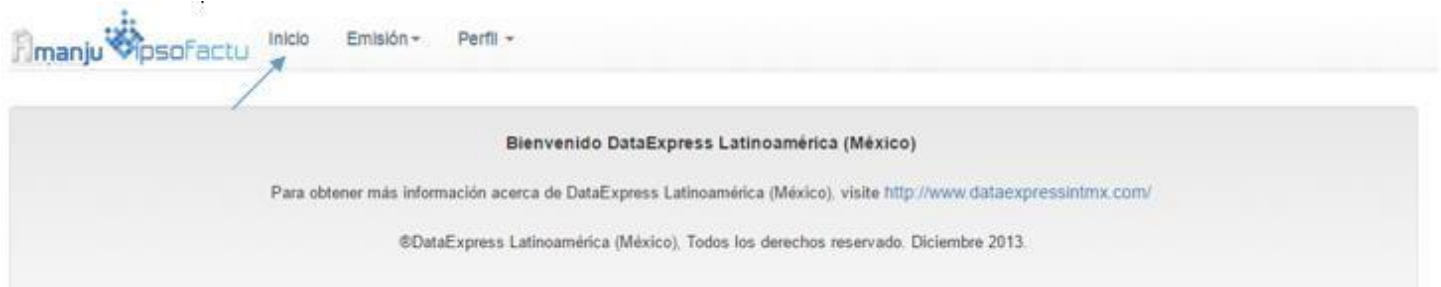 manju ipsofactu Inicio Emisión Perfil
Bienvenido DataExpress Latinoamérica (México)
Para obtener más información acerca de DataExpress Latinoamérica (México), visite http://www.dataexpressintmx.com/
®DataExpress Latinoamérica (México), Todos los derechos reservado. Diciembre 2013.